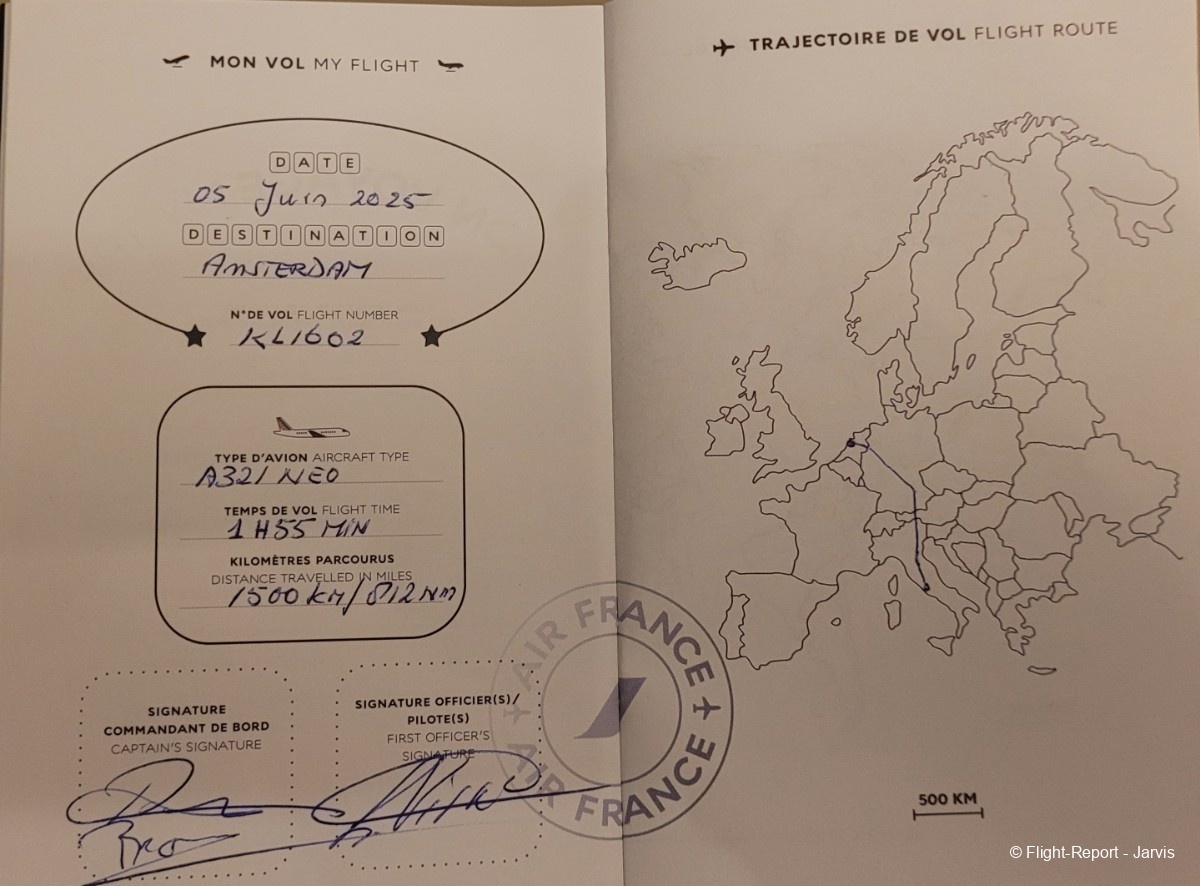 MON VOL MY FLIGHT
DATE
05 Juin 2025
DESTINATION
AMSTERDAM
N°DE VOL FLIGHT NUMBER
KL1602
TYPE D'AVION AIRCRAFT TYPE
A321 NEO
TEMPS DE VOL FLIGHT TIME
1H55 MIN
KILOMÈTRES PARCOURUS
DISTANCE TRAVELLED IN MILES
1500 KM/812 NM
SIGNATURE
COMMANDANT DE BORD
CAPTAIN'S SIGNATURE
SIGNATURE OFFICIER(S)/
PILOTE(S)
FIRST OFFICER'S
SIGNATURE
AIR FRANCE
AIR FRANCE
TRAJECTOIRE DE VOL FLIGHT ROUTE
500 KM
© Flight-Report - Jarvis